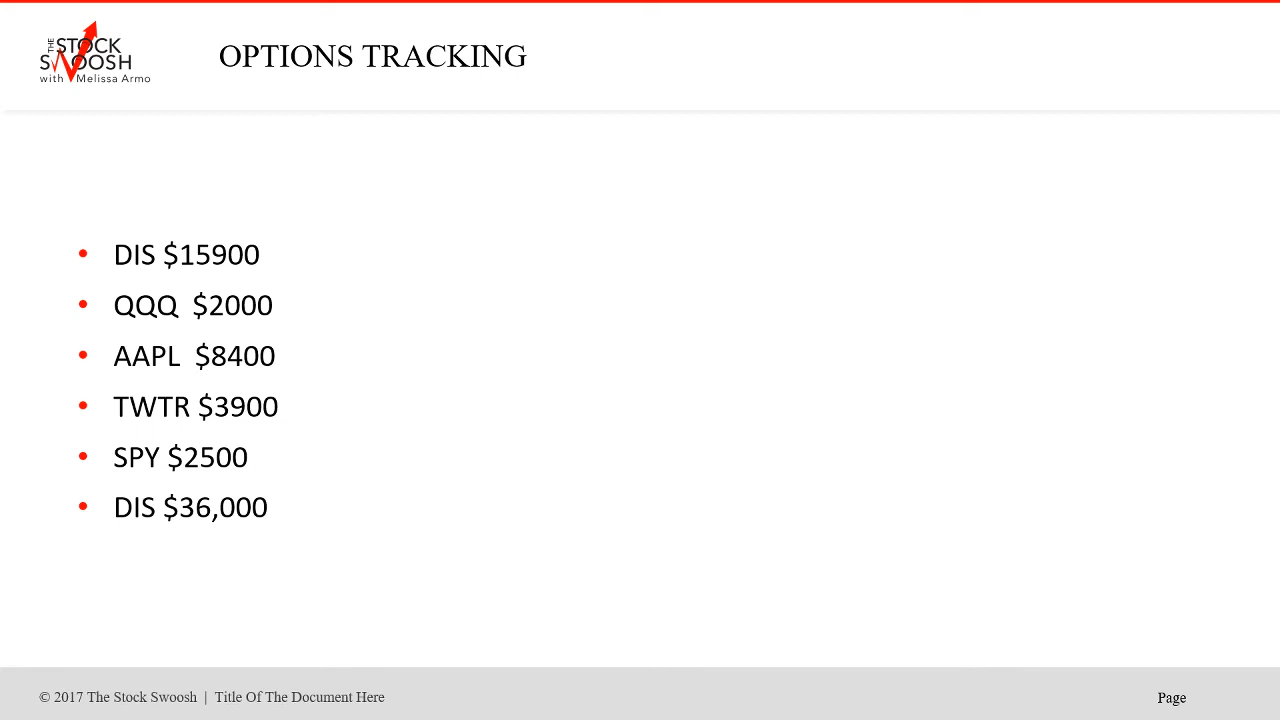 THE STOCK
SWOOSH
with Melissa Armo
OPTIONS TRACKING
• DIS $15900
• QQQ  $2000
• AAPL  $8400
• TWTR $3900
• SPY $2500
• DIS $36,000
© 2017 The Stock Swoosh | Title Of The Document Here
Page